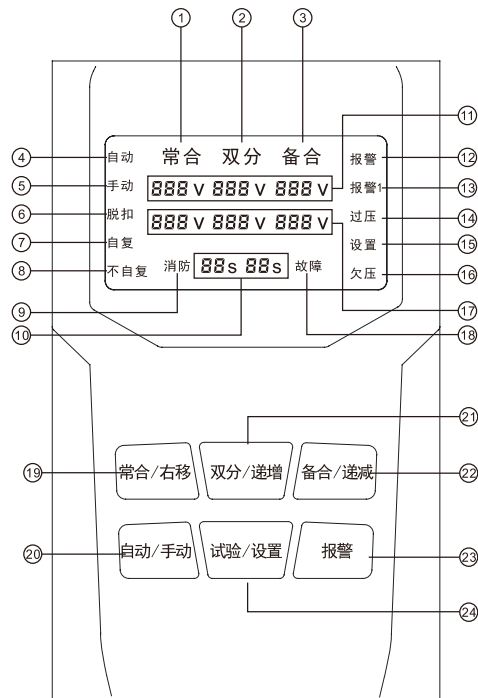 ① ② ③
④ 自动 常合 双分 备合 报警 ⑫
⑪
⑤ 手动 888 V 888 V 888 V 报警1 ⑬
⑥ 脱扣 888 V 888 V 888 V 过压 ⑭
⑦ 自复 设置 ⑮
⑧ 不自复 消防 88s 88s 故障 欠压 ⑯
⑨ ⑰
⑩ ⑱
㉑
⑲ 常合/右移 双分/递增 备合/递减 ㉒
⑳ 自动/手动 试验/设置 报警 ㉓
㉔